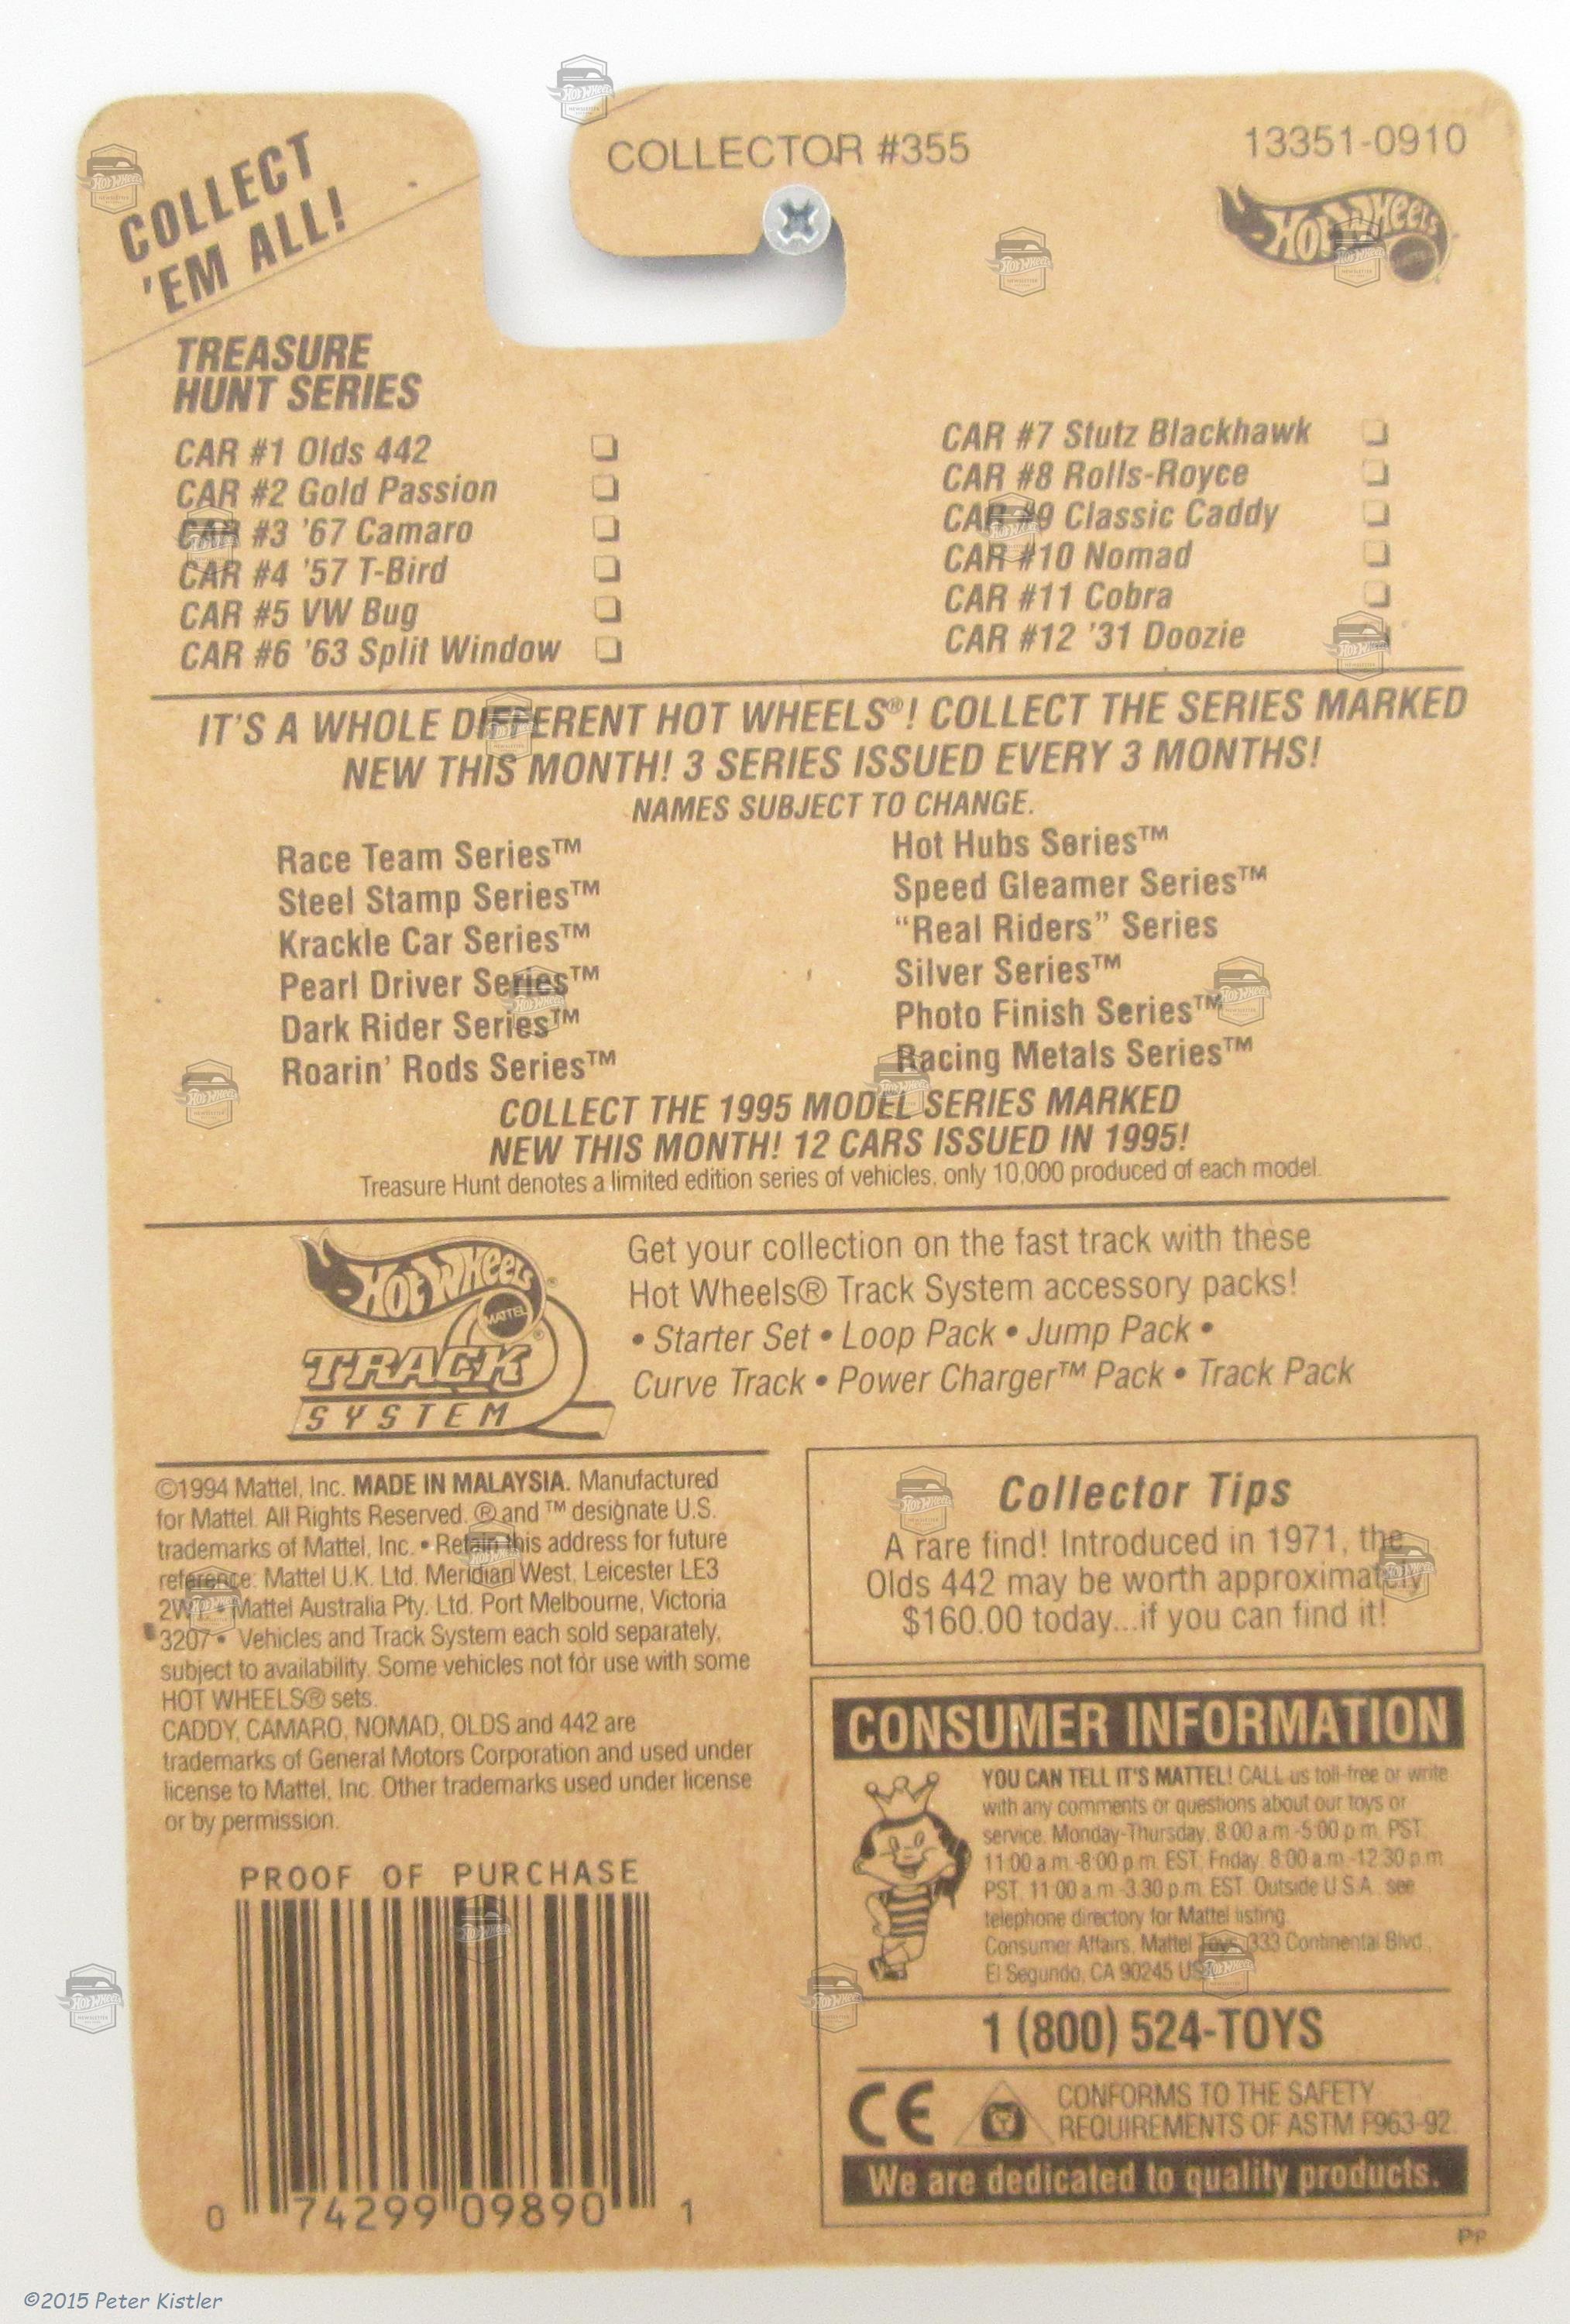 COLLECT
'EM ALL!
COLLECTOR #355
13351-0910
HOT WHEELS
TREASURE
HUNT SERIES
CAR #1 Olds 442
CAR #2 Gold Passion
CAR #3 '67 Camaro
CAR #4 '57 T-Bird
CAR #5 VW Bug
CAR #6 '63 Split Window
CAR #7 Stutz Blackhawk
CAR #8 Rolls-Royce
CAR #9 Classic Caddy
CAR #10 Nomad
CAR #11 Cobra
CAR #12 '31 Doozie
IT'S A WHOLE DIFFERENT HOT WHEELS®! COLLECT THE SERIES MARKED
NEW THIS MONTH! 3 SERIES ISSUED EVERY 3 MONTHS!
NAMES SUBJECT TO CHANGE.
Race Team Series™
Steel Stamp Series™
Krackle Car Series™
Pearl Driver Series™
Dark Rider Series™
Roarin' Rods Series™
Hot Hubs Series™
Speed Gleamer Series™
“Real Riders” Series
Silver Series™
Photo Finish Series™
Racing Metals Series™
COLLECT THE 1995 MODEL SERIES MARKED
NEW THIS MONTH! 12 CARS ISSUED IN 1995!
Treasure Hunt denotes a limited edition series of vehicles, only 10,000 produced of each model.
HOT WHEELS®
MATTEL®
TRACK
SYSTEM
Get your collection on the fast track with these
Hot Wheels® Track System accessory packs!
• Starter Set • Loop Pack • Jump Pack •
Curve Track • Power Charger™ Pack • Track Pack
©1994 Mattel, Inc. MADE IN MALAYSIA. Manufactured
for Mattel. All Rights Reserved. ® and ™ designate U.S.
trademarks of Mattel, Inc. • Retain this address for future
reference: Mattel U.K. Ltd. Meridian West, Leicester LE3
Mattel Australia Pty. Ltd. Port Melbourne, Victoria
3207 • Vehicles and Track System each sold separately,
subject to availability. Some vehicles not for use with some
HOT WHEELS® sets.
CADDY, CAMARO, NOMAD, OLDS and 442 are
trademarks of General Motors Corporation and used under
license to Mattel, Inc. Other trademarks used under license
or by permission.
PROOF OF PURCHASE
0 74299 09890 1
Collector Tips
A rare find! Introduced in 1971, the
Olds 442 may be worth approximately
$160.00 today...if you can find it!
CONSUMER INFORMATION
YOU CAN TELL IT'S MATTEL! CALL us toll-free or write
with any comments or questions about our toys or
service. Monday-Thursday, 8:00 a.m.-5:00 p.m. PST,
11:00 a.m.-8:00 p.m. EST, Friday, 8:00 a.m.-12:30 p.m.
PST, 11:00 a.m.-3:30 p.m. EST. Outside U.S.A. see
telephone directory for Mattel listing.
Consumer Affairs, Mattel Toys, 333 Continental Blvd.,
El Segundo, CA 90245 USA
1 (800) 524-TOYS
CE
CONFORMS TO THE SAFETY
REQUIREMENTS OF ASTM F963-92.
We are dedicated to quality products.
PP
©2015 Peter Kistler